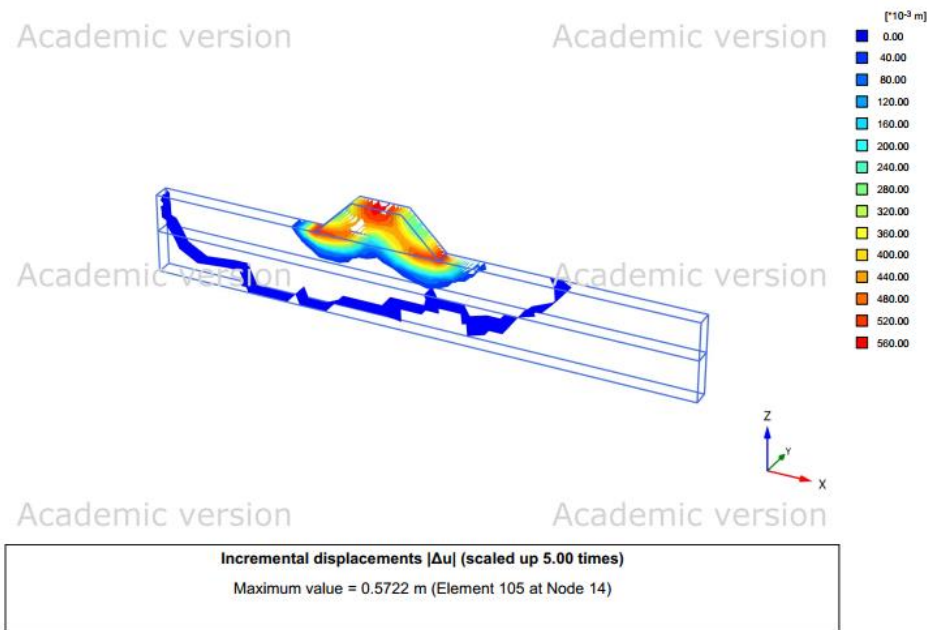 Academic version
Academic version
[*10-3 m]
0.00
40.00
80.00
120.00
160.00
200.00
240.00
280.00
320.00
360.00
400.00
440.00
480.00
520.00
560.00
Academic version
Academic version
Z
Y
X
Academic version
Academic version
Incremental displacements |Δu| (scaled up 5.00 times)
Maximum value = 0.5722 m (Element 105 at Node 14)